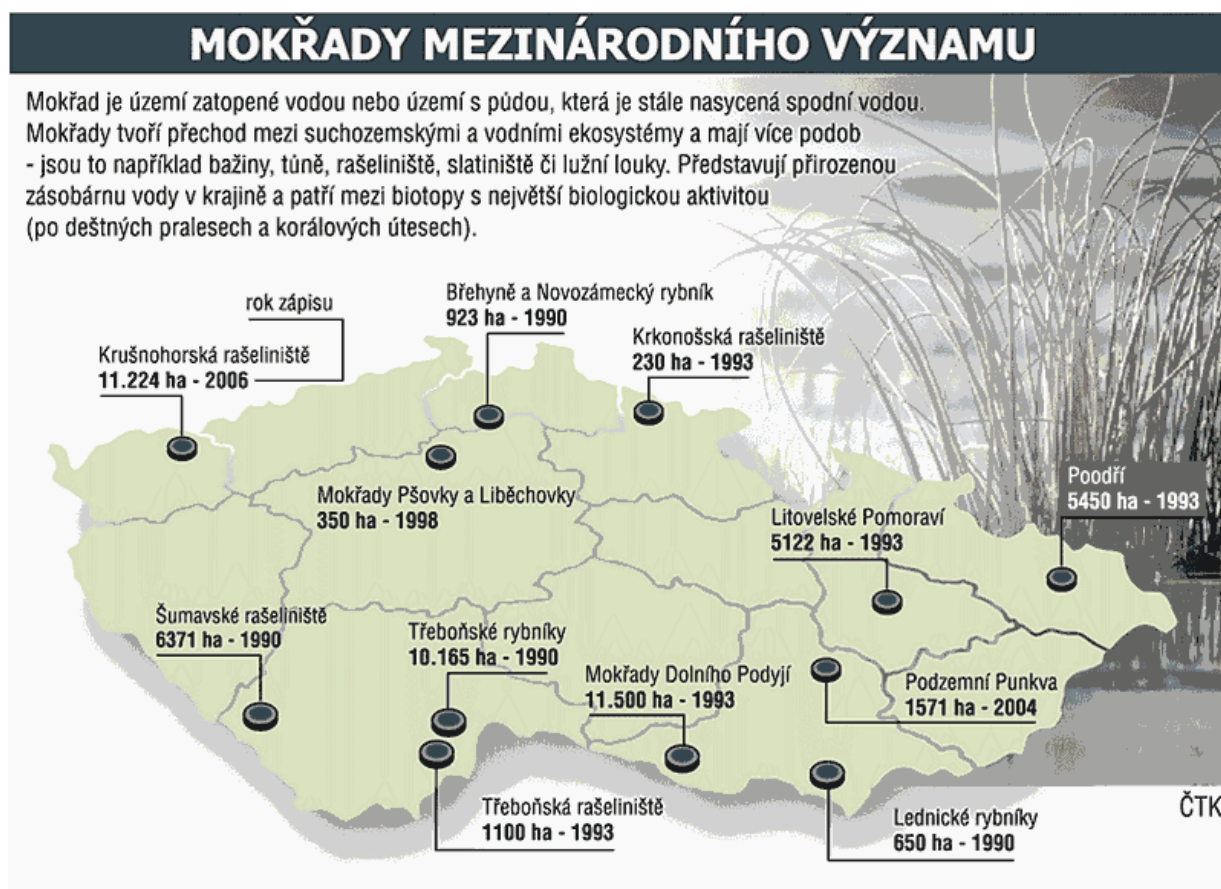 MOKŘADY MEZINÁRODNÍHO VÝZNAMU
Mokřad je území zatopené vodou nebo území s půdou, která je stále nasycená spodní vodou.
Mokřady tvoří přechod mezi suchozemskými a vodními ekosystémy a mají více podob
- jsou to například bažiny, tůně, rašeliniště, slatiniště či lužní louky. Představují přirozenou
zásobárnu vody v krajině a patří mezi biotopy s největší biologickou aktivitou
(po deštných pralesech a korálových útesech).
rok zápisu
Břehyně a Novozámecký rybník
923 ha - 1990
Krkonošská rašeliniště
230 ha - 1993
Krušnohorská rašeliniště
11.224 ha - 2006
Mokřady Pšovky a Liběchovky
350 ha - 1998
Poodří
5450 ha - 1993
Litovelské Pomoraví
5122 ha - 1993
Šumavské rašeliniště
6371 ha - 1990
Třeboňské rybníky
10.165 ha - 1990
Mokřady Dolního Podyjí
11.500 ha - 1993
Podzemní Punkva
1571 ha - 2004
Třeboňská rašeliniště
1100 ha - 1993
Lednické rybníky
650 ha - 1990
ČTK